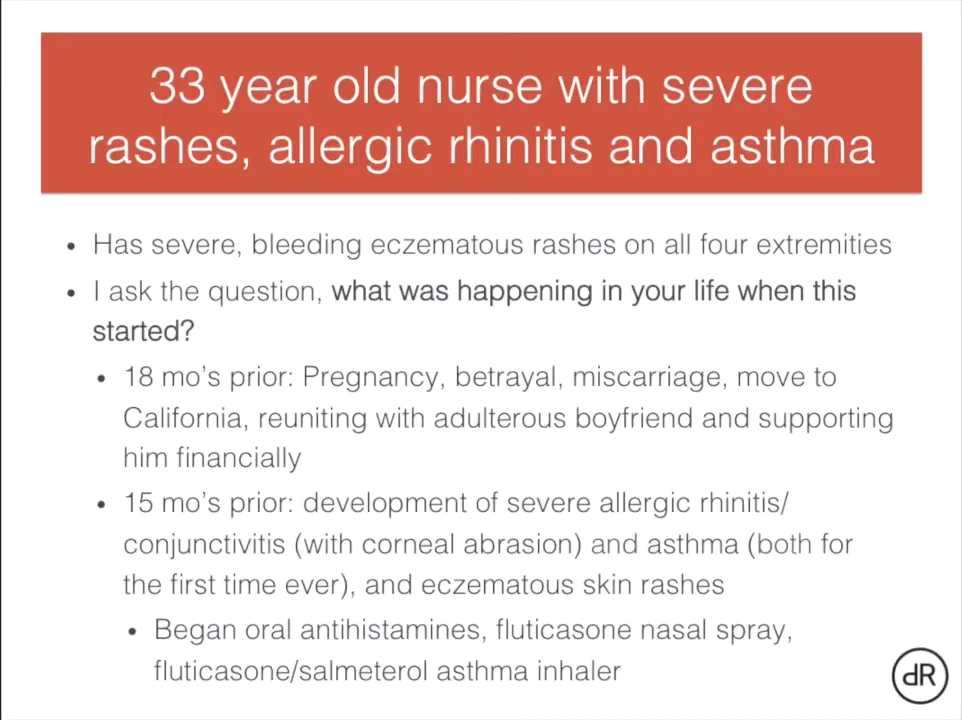 33 year old nurse with severe
rashes, allergic rhinitis and asthma
• Has severe, bleeding eczematous rashes on all four extremities
• I ask the question, what was happening in your life when this
started?
• 18 mo's prior: Pregnancy, betrayal, miscarriage, move to
California, reuniting with adulterous boyfriend and supporting
him financially
• 15 mo's prior: development of severe allergic rhinitis/
conjunctivitis (with corneal abrasion) and asthma (both for
the first time ever), and eczematous skin rashes
• Began oral antihistamines, fluticasone nasal spray,
fluticasone/salmeterol asthma inhaler
dR